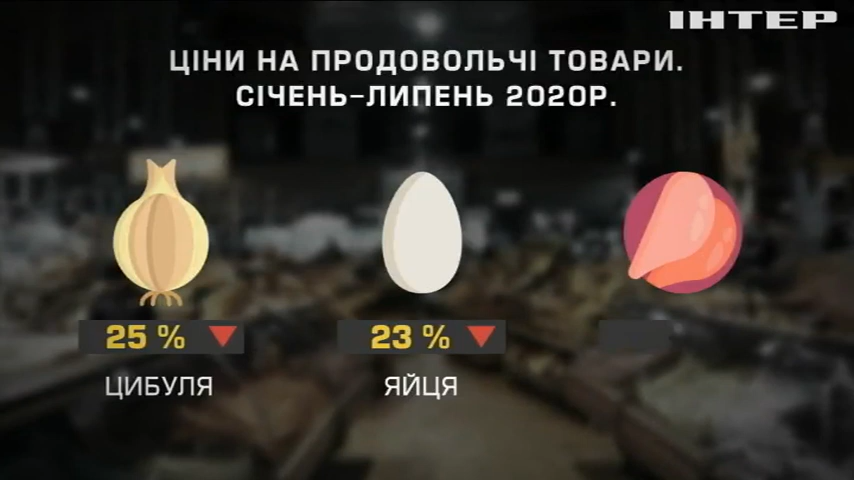 ІНТЕР
ЦІНИ НА ПРОДОВОЛЬЧІ ТОВАРИ.
СІЧЕНЬ-ЛИПЕНЬ 2020Р.
25 %
23 %
ЦИБУЛЯ
ЯЙЦЯ